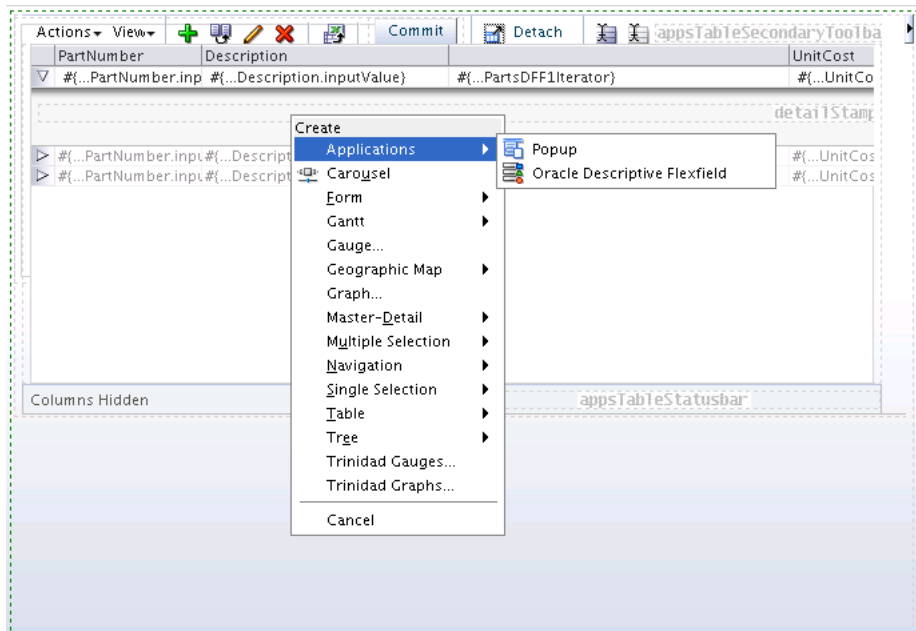 Actions View Commit Detach appsTableSecondaryToolba
PartNumber Description UnitCost
#{...PartNumber.inp #{...Description.inputValue} #{...PartsDFF1Iterator} #{...UnitCo
detailStamp
Create
Applications
Popup
#{...PartNumber.inpu #{...Descript #{...UnitCos
Carousel
Oracle Descriptive Flexfield
#{...PartNumber.inpu #{...Descript #{...UnitCos
Form
Gantt
Gauge...
Geographic Map
Graph...
Master-Detail
Multiple Selection
Navigation
Single Selection
Columns Hidden appsTableStatusbar
Table
Tree
Trinidad Gauges...
Trinidad Graphs...
Cancel